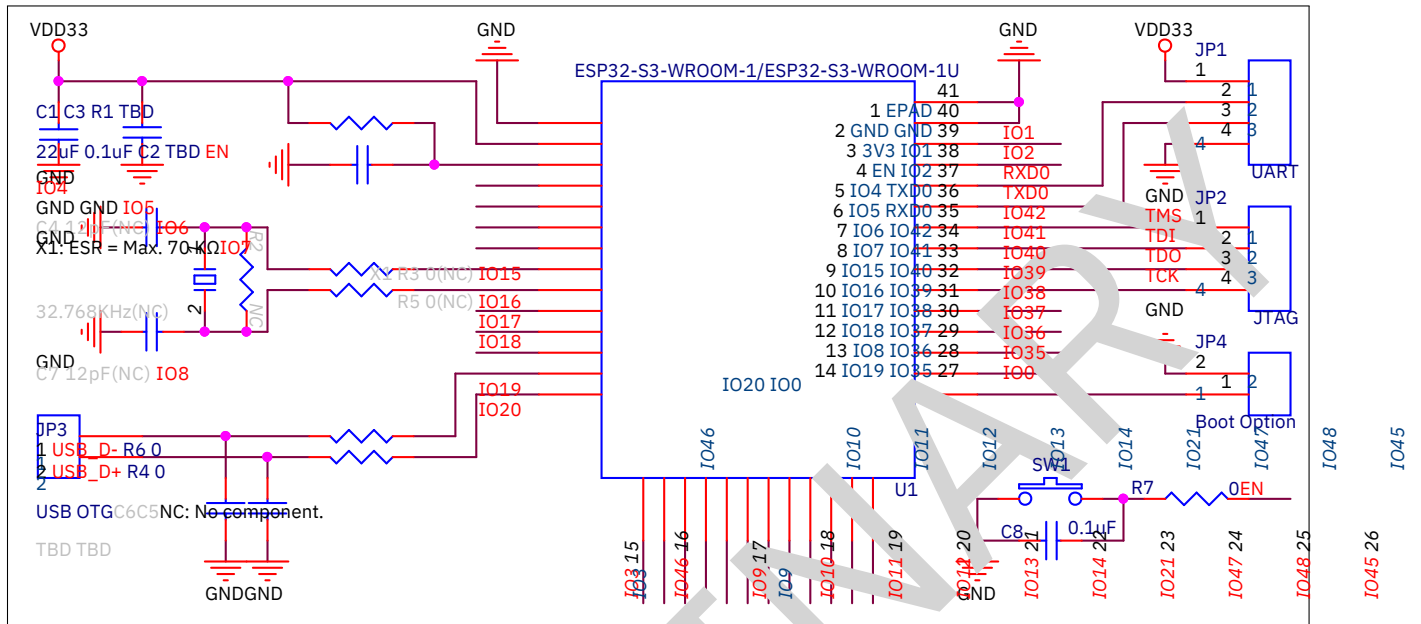 VDD33
GND
GND
VDD33
JP1
ESP32-S3-WROOM-1/ESP32-S3-WROOM-1U
1
41
2 1
C1 C3 R1 TBD
1 EPAD 40
3 2
2 GND GND 39 IO1
4 3
22uF 0.1uF C2 TBD EN
3 3V3 IO1 38 IO2
4
GND
4 EN IO2 37 RXD0
UART
IO4
5 IO4 TXD0 36 TXD0
GND
GND GND IO5
6 IO5 RXD0 35 IO42
TMS
JP2
1
C4 12pF(NC) IO6
7 IO6 IO42 34 IO41
TDI
2 1
GND
X1: ESR = Max. 70 KΩ IO7
1
R2
8 IO7 IO41 33 IO40
TDO
3 2
X1 R3 0(NC) IO15
9 IO15 IO40 32 IO39
TCK
4 3
R5 0(NC)
10 IO16 IO39 31 IO38
4
32.768KHz(NC)
2
NC
IO16
11 IO17 IO38 30 IO37
GND
JTAG
IO17
12 IO18 IO37 29 IO36
IO18
13 IO8 IO36 28 IO35
JP4
2
GND
C7 12pF(NC) IO8
14 IO19 IO35 27 IO0
1 2
IO19
IO20 IO0
1
IO20
Boot Option
JP3
1 USB_D- R6 0
1
2 USB_D+ R4 0
2
IO46
IO10
IO11
IO12
IO13
IO14
IO21
IO47
IO48
IO45
SW1
U1
R7
0 EN
USB OTG C6 C5 NC: No component.
C8
0.1uF
TBD TBD
15
16
17
18
19
20
21
22
23
24
25
26
IO3
IO3
IO46
IO9
IO9
IO10
IO11
IO12
IO13
IO14
IO21
IO47
IO48
IO45
GND GND
GND